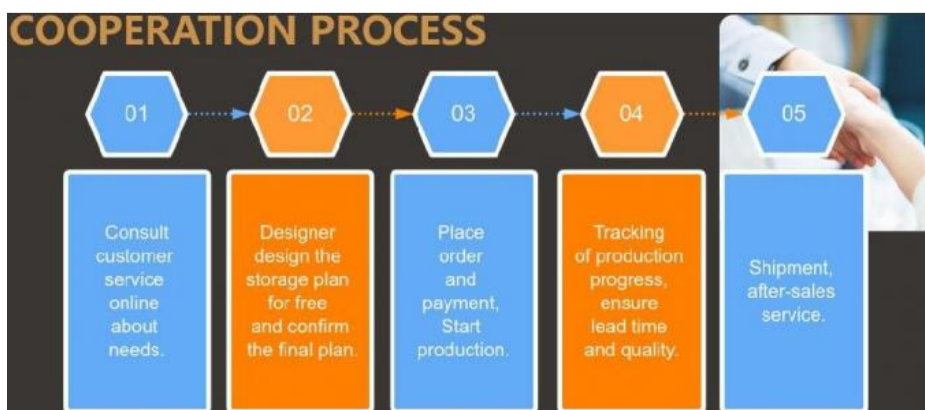 COOPERATION PROCESS
01
02
03
04
05
Consult
customer
service
online
about
needs.
Designer
design the
storage plan
for free
and confirm
the final plan.
Place
order
and
payment,
Start
production.
Tracking
of production
progress,
ensure
lead time
and quality.
Shipment,
after-sales
service.